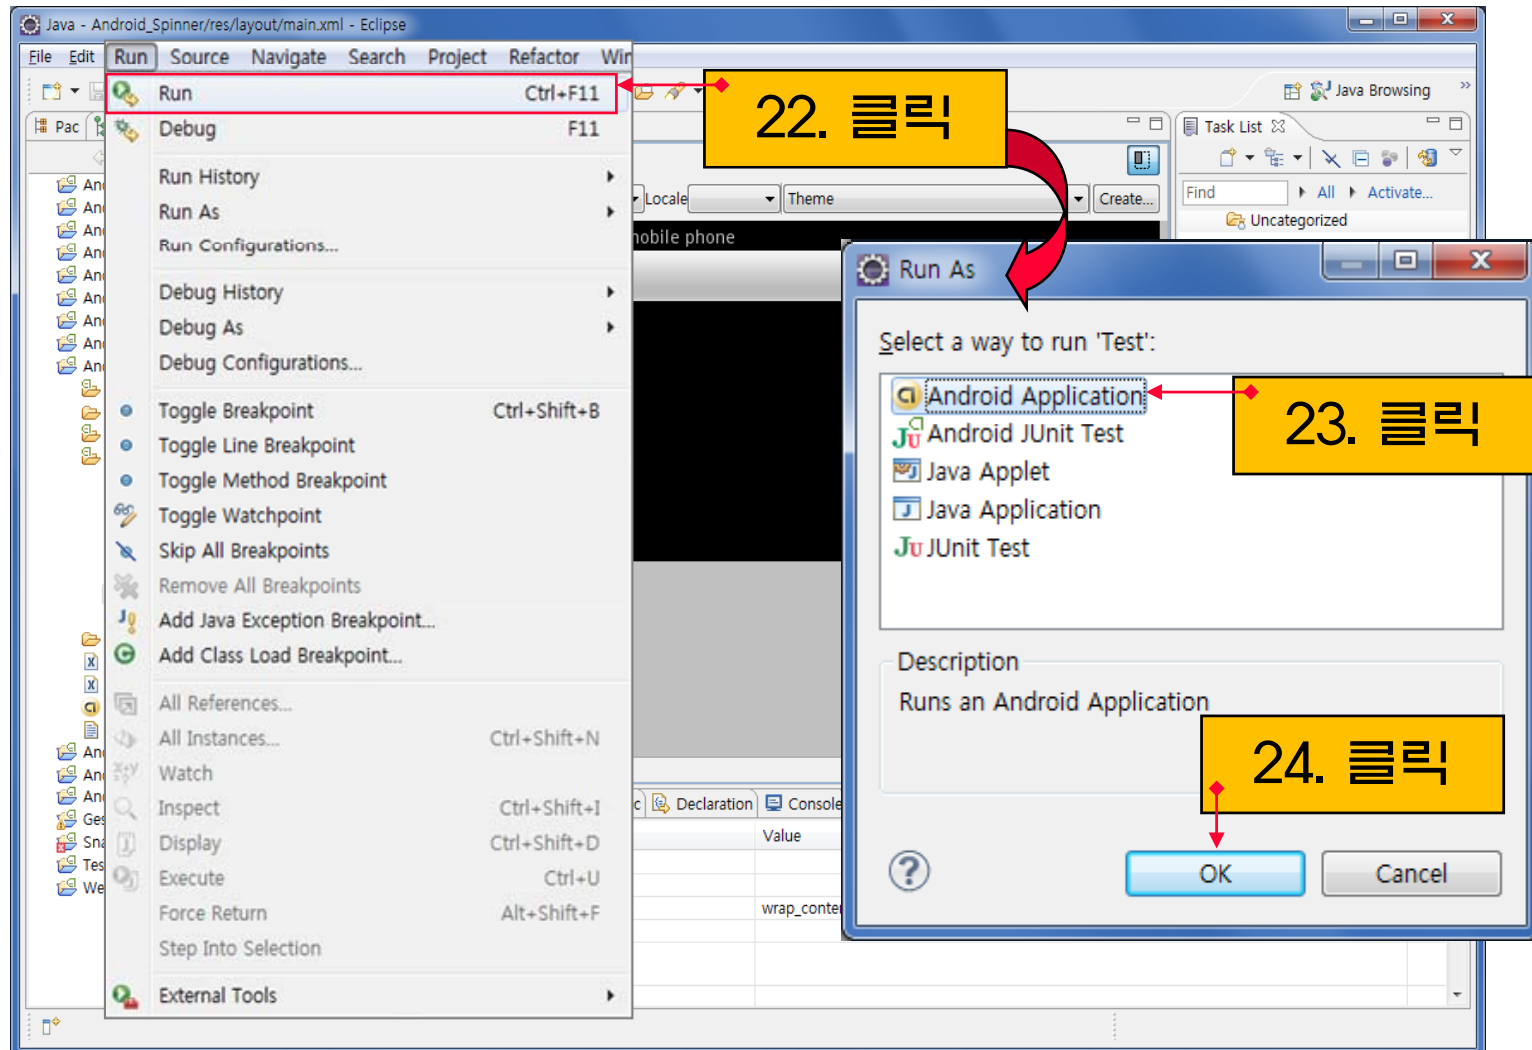 Java - Android_Spinner/res/layout/main.xml - Eclipse
File Edit Run Source Navigate Search Project Refactor
Run Ctrl+F11
Debug F11
Run History
Run As
Run Configurations...
Debug History
Debug As
Debug Configurations...
Toggle Breakpoint Ctrl+Shift+B
Toggle Line Breakpoint
Toggle Method Breakpoint
Toggle Watchpoint
Skip All Breakpoints
Remove All Breakpoints
Add Java Exception Breakpoint...
Add Class Load Breakpoint...
All References...
All Instances... Ctrl+Shift+N
Watch
Inspect Ctrl+Shift+I
Display Ctrl+Shift+D
Execute Ctrl+U
Force Return Alt+Shift+F
Step Into Selection
External Tools
22. 클릭
Java Browsing
Pac
Task List
Find All Activate...
Uncategorized
Locale Theme Create...
mobile phone
Run As
Select a way to run 'Test':
Android Application
Android JUnit Test
Java Applet
Java Application
JUnit Test
23. 클릭
Description
Runs an Android Application
24. 클릭
OK Cancel
Declaration Console
Value
wrap_conte